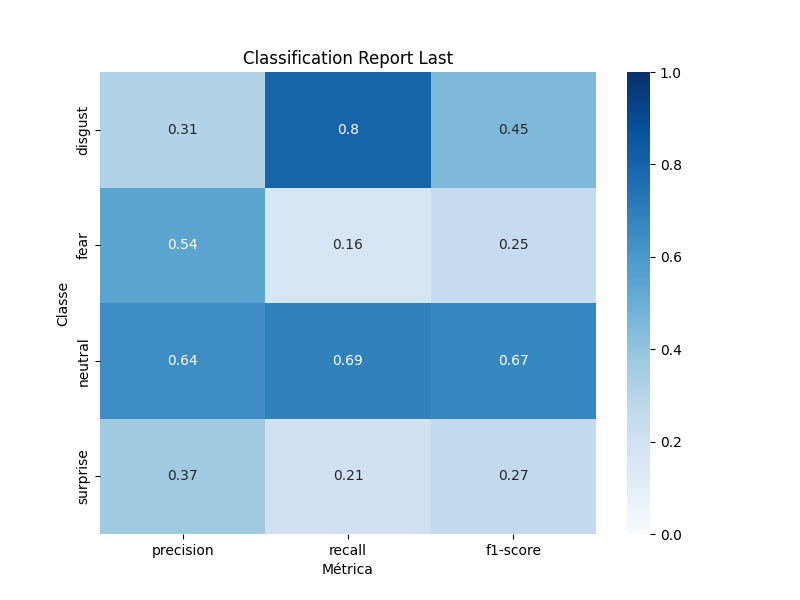 Classification Report Last
disgust 0.31 0.8 0.45
fear 0.54 0.16 0.25
neutral 0.64 0.69 0.67
surprise 0.37 0.21 0.27
Classe
precision recall f1-score
Métrica
1.0
0.8
0.6
0.4
0.2
0.0